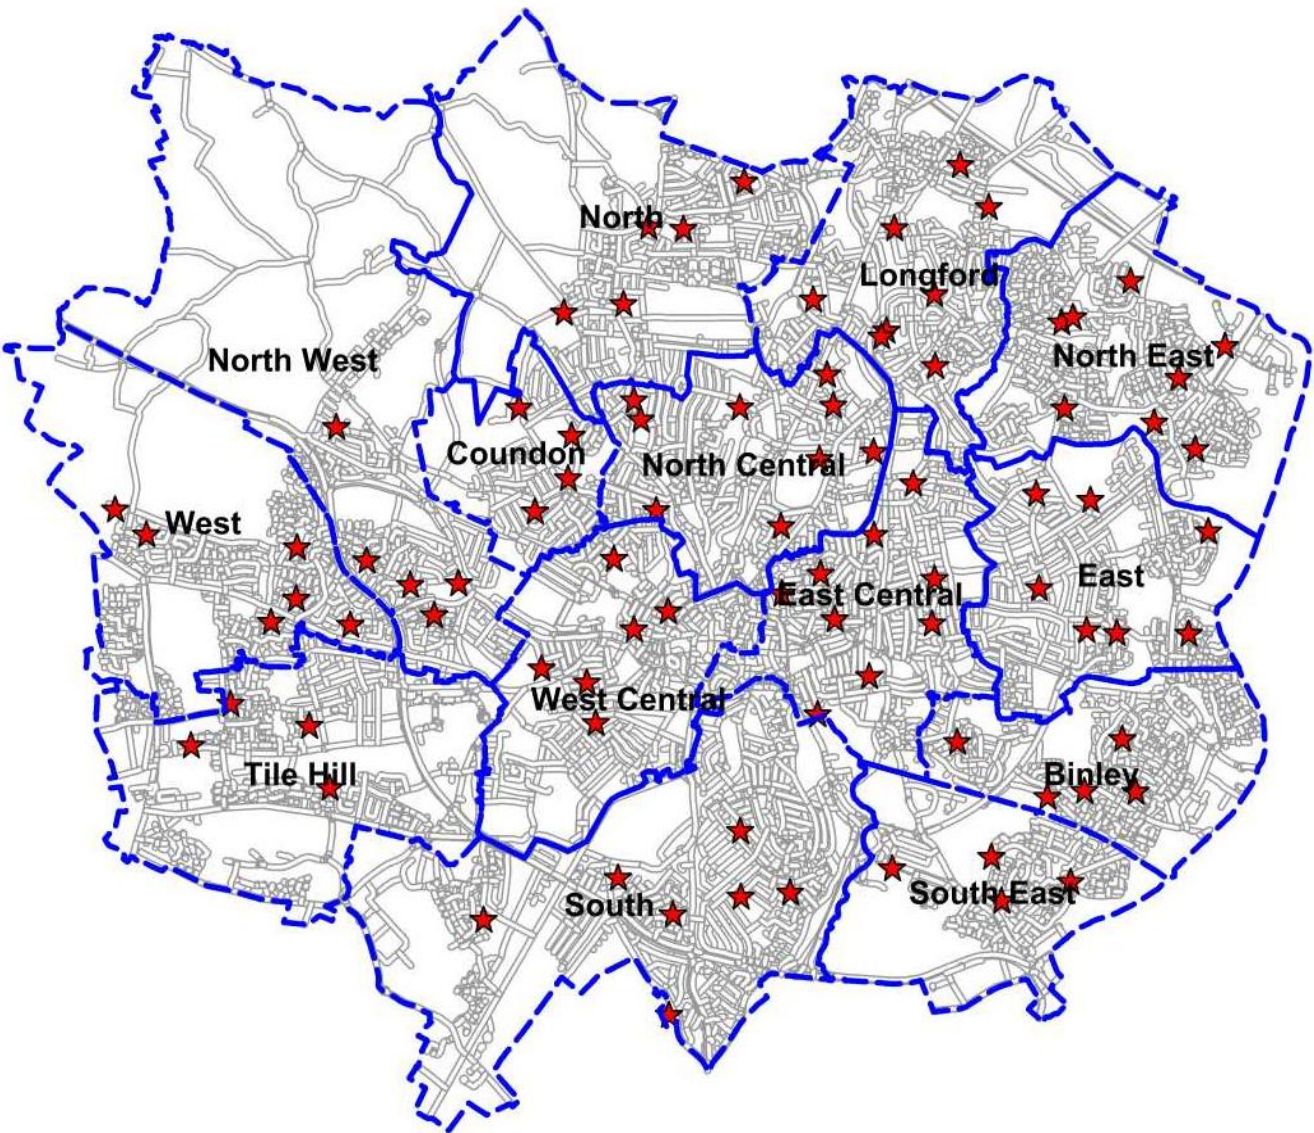 North
Longford
North West
North East
Coundon
North Central
West
East
East Central
West Central
Tile Hill
Binley
South East
South